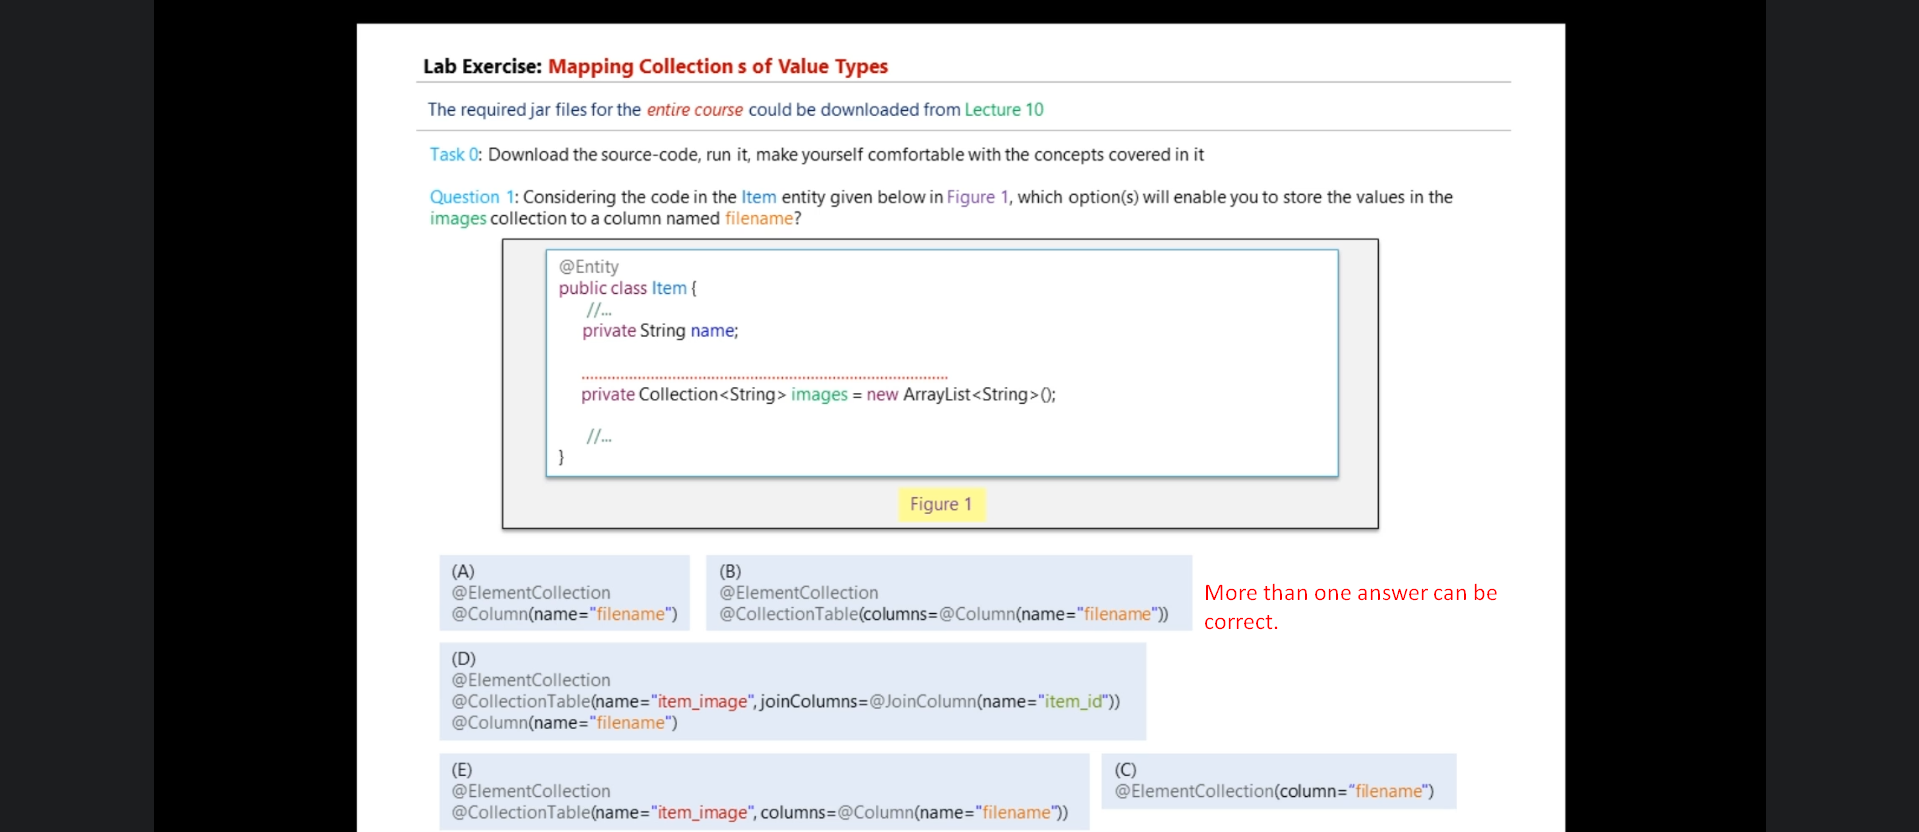 Lab Exercise: Mapping Collection s of Value Types
The required jar files for the entire course could be downloaded from Lecture 10
Task 0: Download the source-code, run it, make yourself comfortable with the concepts covered in it
Question 1: Considering the code in the Item entity given below in Figure 1, which option(s) will enable you to store the values in the
images collection to a column named filename?
@Entity
public class Item {
//...
private String name;
private Collection<String> images = new ArrayList<String>();
//...
}
Figure 1
(A)
@ElementCollection
@Column(name="filename")
(B)
@ElementCollection
@CollectionTable(columns=@Column(name="filename"))
More than one answer can be
correct.
(D)
@ElementCollection
@CollectionTable(name="item_image", joinColumns=@JoinColumn(name="item_id"))
@Column(name="filename")
(E)
@ElementCollection
@CollectionTable(name="item_image", columns=@Column(name="filename"))
(C)
@ElementCollection(column="filename")